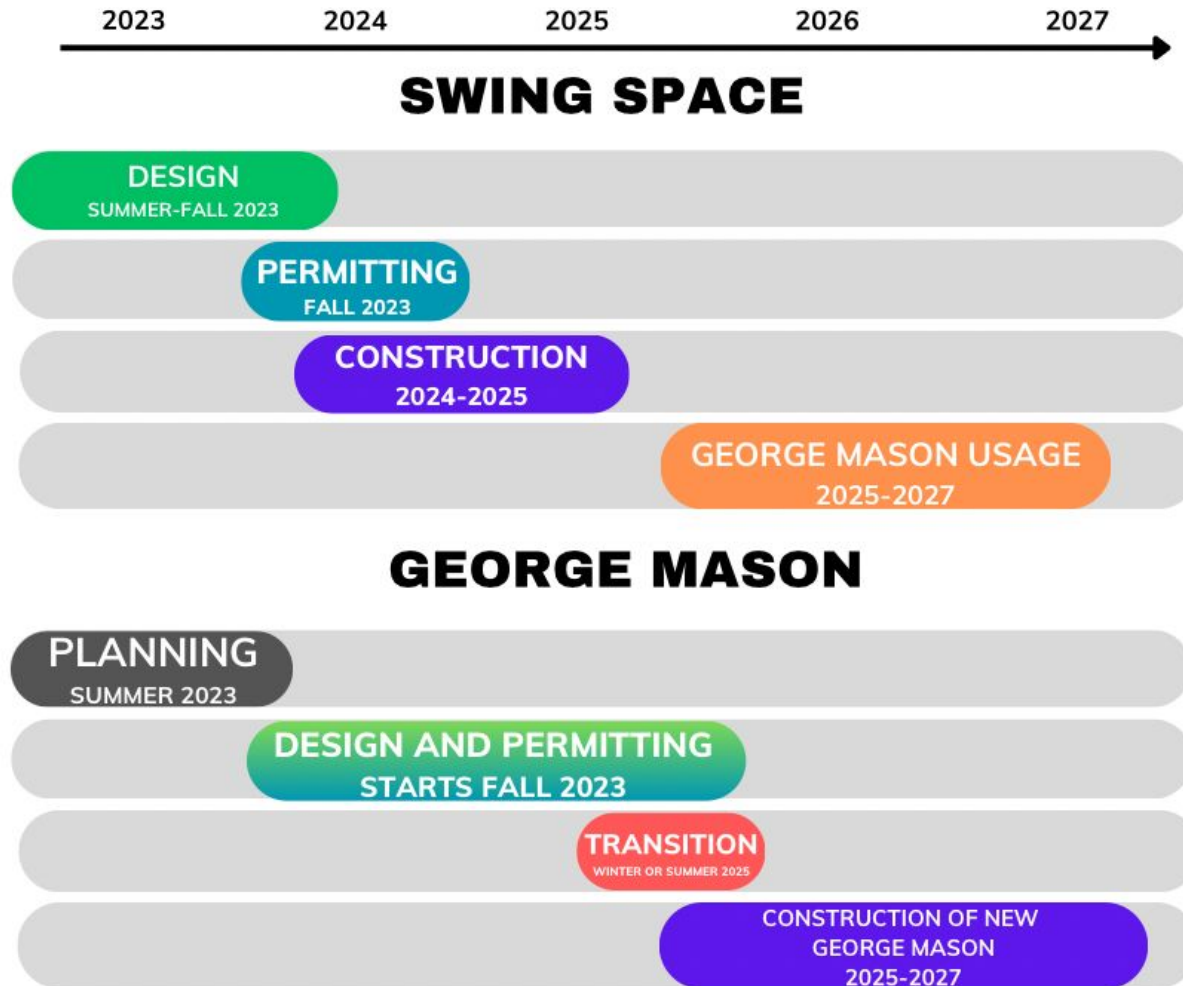 2023 2024 2025 2026 2027
SWING SPACE
DESIGN
SUMMER-FALL 2023
PERMITTING
FALL 2023
CONSTRUCTION
2024-2025
GEORGE MASON USAGE
2025-2027
GEORGE MASON
PLANNING
SUMMER 2023
DESIGN AND PERMITTING
STARTS FALL 2023
TRANSITION
WINTER OR SUMMER 2025
CONSTRUCTION OF NEW
GEORGE MASON
2025-2027